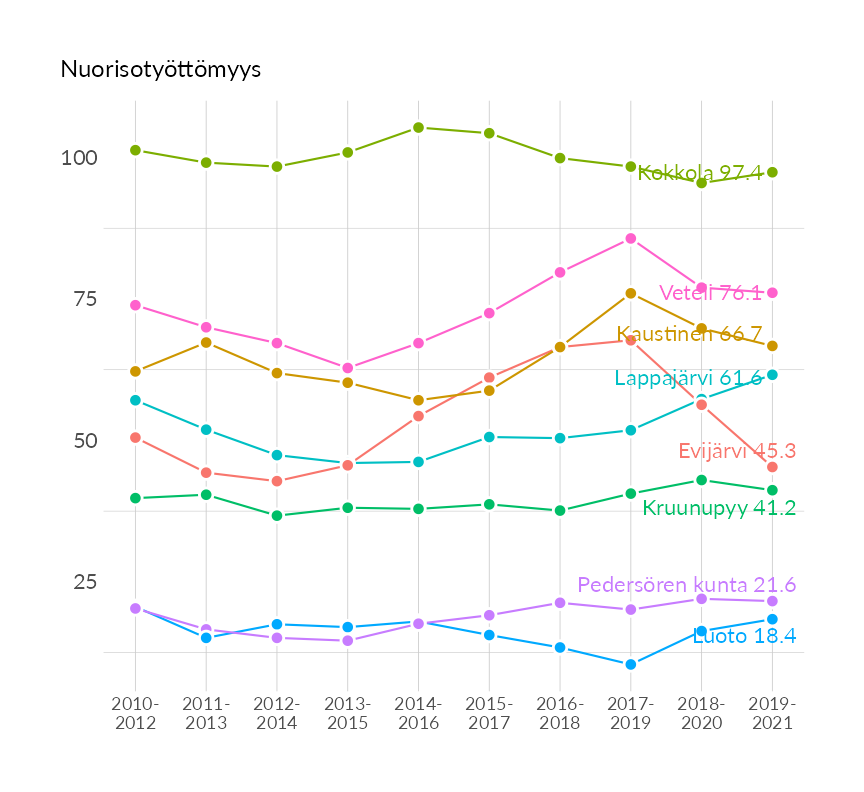 Nuorisotyöttömyys
100
75
50
25
Kokkola 97.4
Veteli 76.1
Kaustinen 66.7
Lappajärvi 61.6
Evijärvi 45.3
Kruunupyy 41.2
Pedersören kunta 21.6
Luoto 18.4
2010- 2011- 2012- 2013- 2014- 2015- 2016- 2017- 2018- 2019-
2012 2013 2014 2015 2016 2017 2018 2019 2020 2021